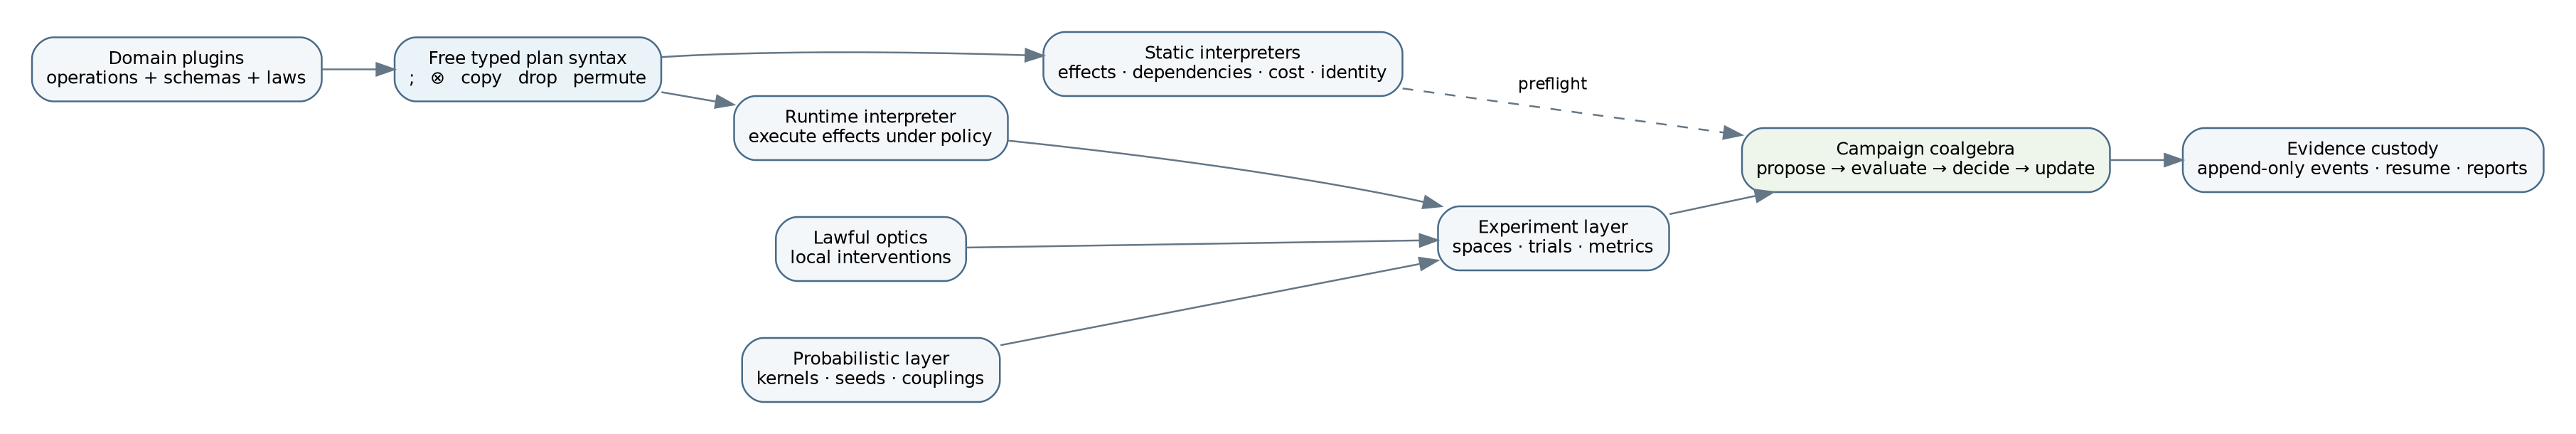 Domain plugins
operations + schemas + laws
Free typed plan syntax
; ⊗ copy drop permute
Static interpreters
effects · dependencies · cost · identity
preflight
Runtime interpreter
execute effects under policy
Campaign coalgebra
propose → evaluate → decide → update
Evidence custody
append-only events · resume · reports
Lawful optics
local interventions
Experiment layer
spaces · trials · metrics
Probabilistic layer
kernels · seeds · couplings